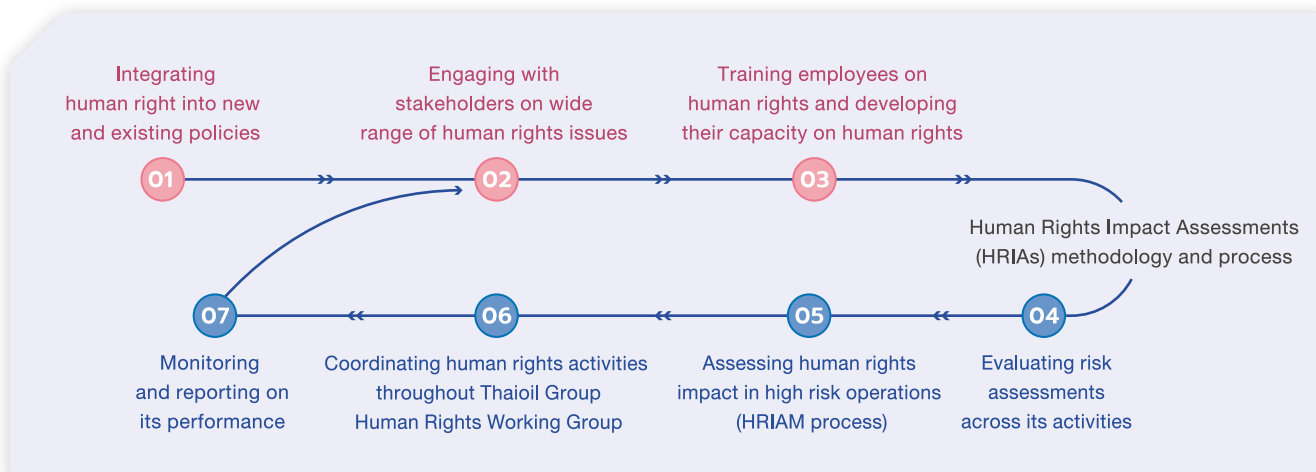 Integrating
human right into new
and existing policies
01
Engaging with
stakeholders on wide
range of human rights issues
02
Training employees on
human rights and developing
their capacity on human rights
03
Human Rights Impact Assessments
(HRIAs) methodology and process
04
Evaluating risk
assessments
across its activities
05
Assessing human rights
impact in high risk operations
(HRIAM process)
06
Coordinating human rights activities
throughout Thaioil Group
Human Rights Working Group
07
Monitoring
and reporting on
its performance